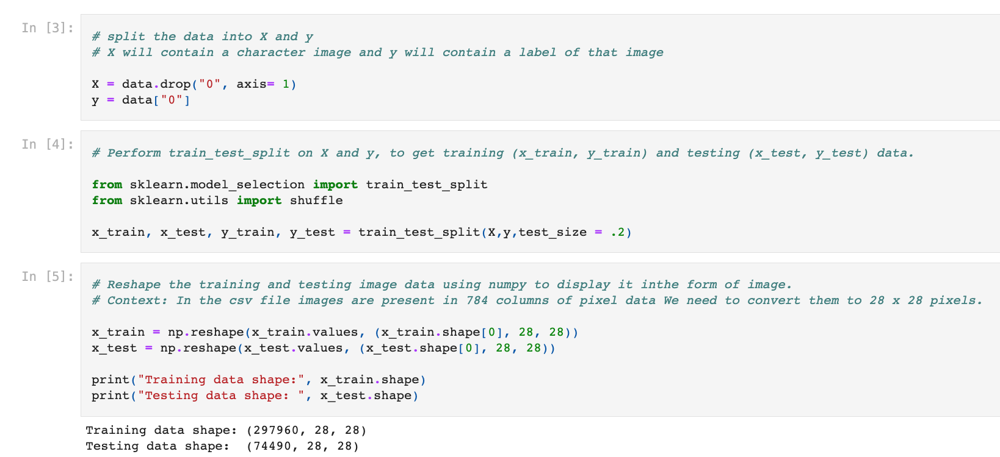 In [3]:
# split the data into X and y
# X will contain a character image and y will contain a label of that image
X = data.drop("0", axis= 1)
y = data["0"]
In [4]:
# Perform train_test_split on X and y, to get training (x_train, y_train) and testing (x_test, y_test) data.
from sklearn.model_selection import train_test_split
from sklearn.utils import shuffle
x_train, x_test, y_train, y_test = train_test_split(X,y,test_size = .2)
In [5]:
# Reshape the training and testing image data using numpy to display it inthe form of image.
# Context: In the csv file images are present in 784 columns of pixel data We need to convert them to 28 x 28 pixels.
x_train = np.reshape(x_train.values, (x_train.shape[0], 28, 28))
x_test = np.reshape(x_test.values, (x_test.shape[0], 28, 28))
print("Training data shape:", x_train.shape)
print("Testing data shape: ", x_test.shape)
Training data shape: (297960, 28, 28)
Testing data shape:  (74490, 28, 28)